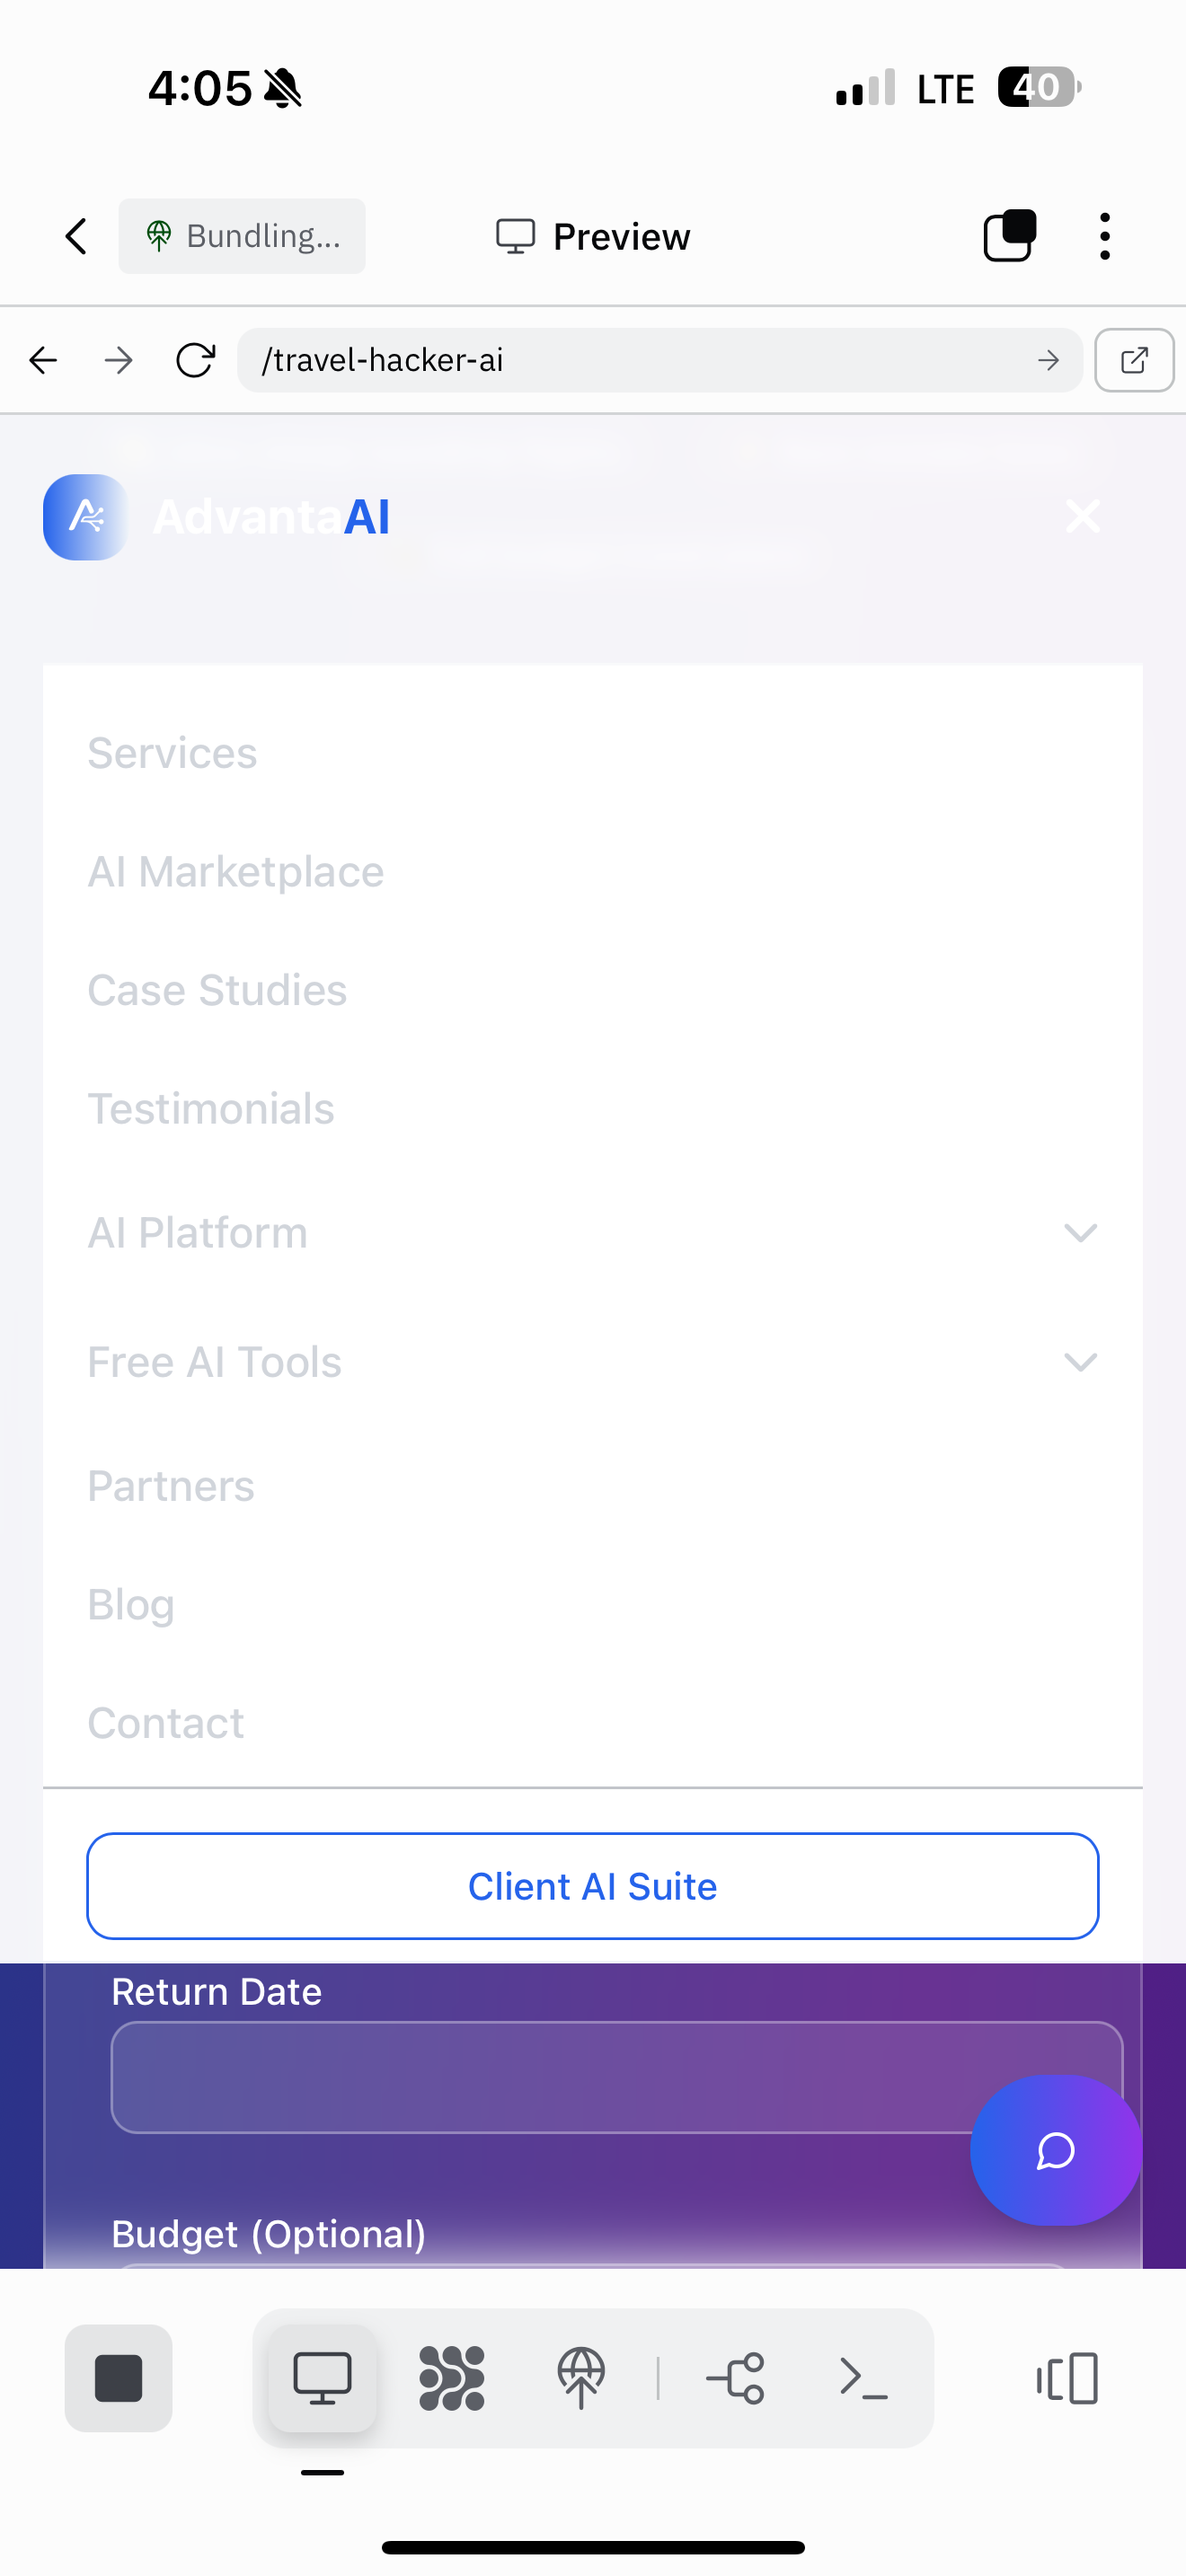 4:05
LTE
40
Bundling...
Preview
/travel-hacker-ai
AdvantaAI
Services
AI Marketplace
Case Studies
Testimonials
AI Platform
Free AI Tools
Partners
Blog
Contact
Client AI Suite
Return Date
Budget (Optional)